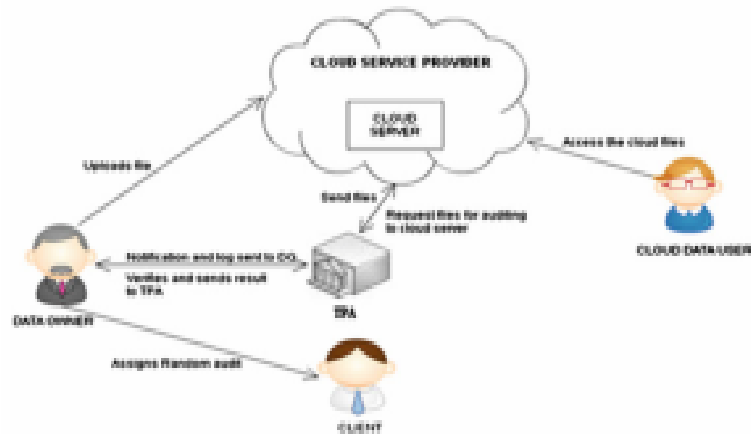 CLOUD SERVICE PROVIDER
CLOUD
SERVER
Access the cloud files
Uploads file
Send files
Request files for auditing
to cloud server
CLOUD DATA USER
Notification and log sent to DO
Verifies and sends result
to TPA
TPA
DATA OWNER
Assigns Random audit
CLIENT